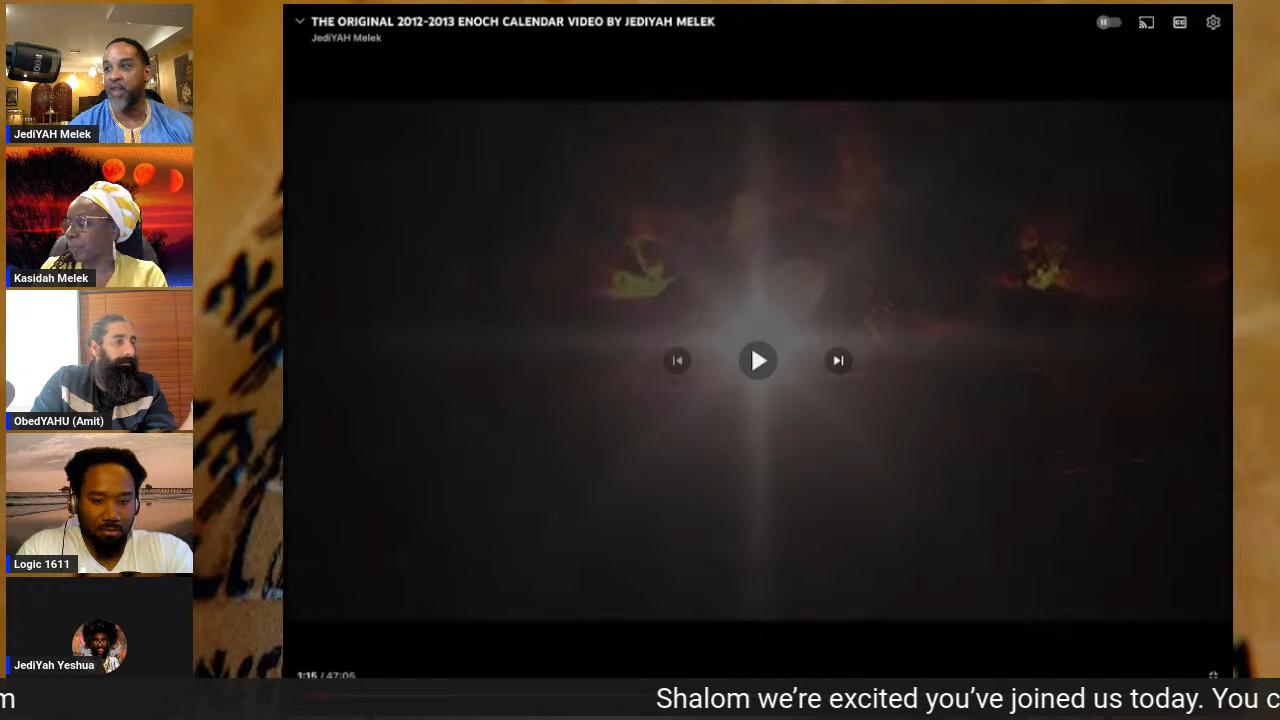 THE ORIGINAL 2012-2013 ENOCH CALENDAR VIDEO BY JEDIYAH MELEK
JediYAH Melek
JediYAH Melek
Kasidah Melek
ObedYAHU (Amit)
Logic 1611
JediYah Yeshua
1:15 / 47:05
m
Shalom we’re excited you’ve joined us today. You c